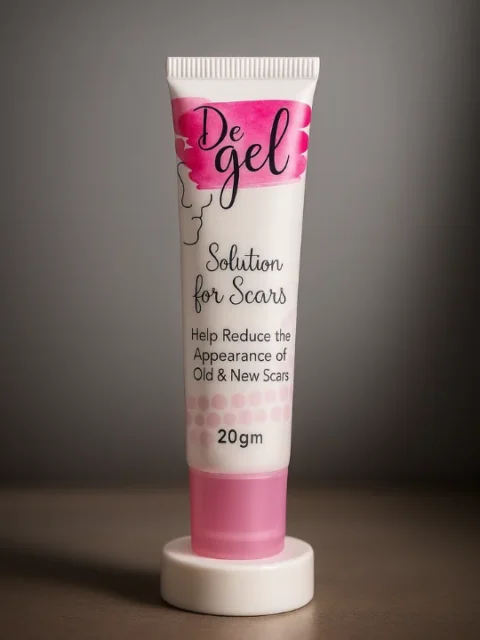 De
gel
Solution
for Scars
Help Reduce the
Appearance of
Old & New Scars
20gm